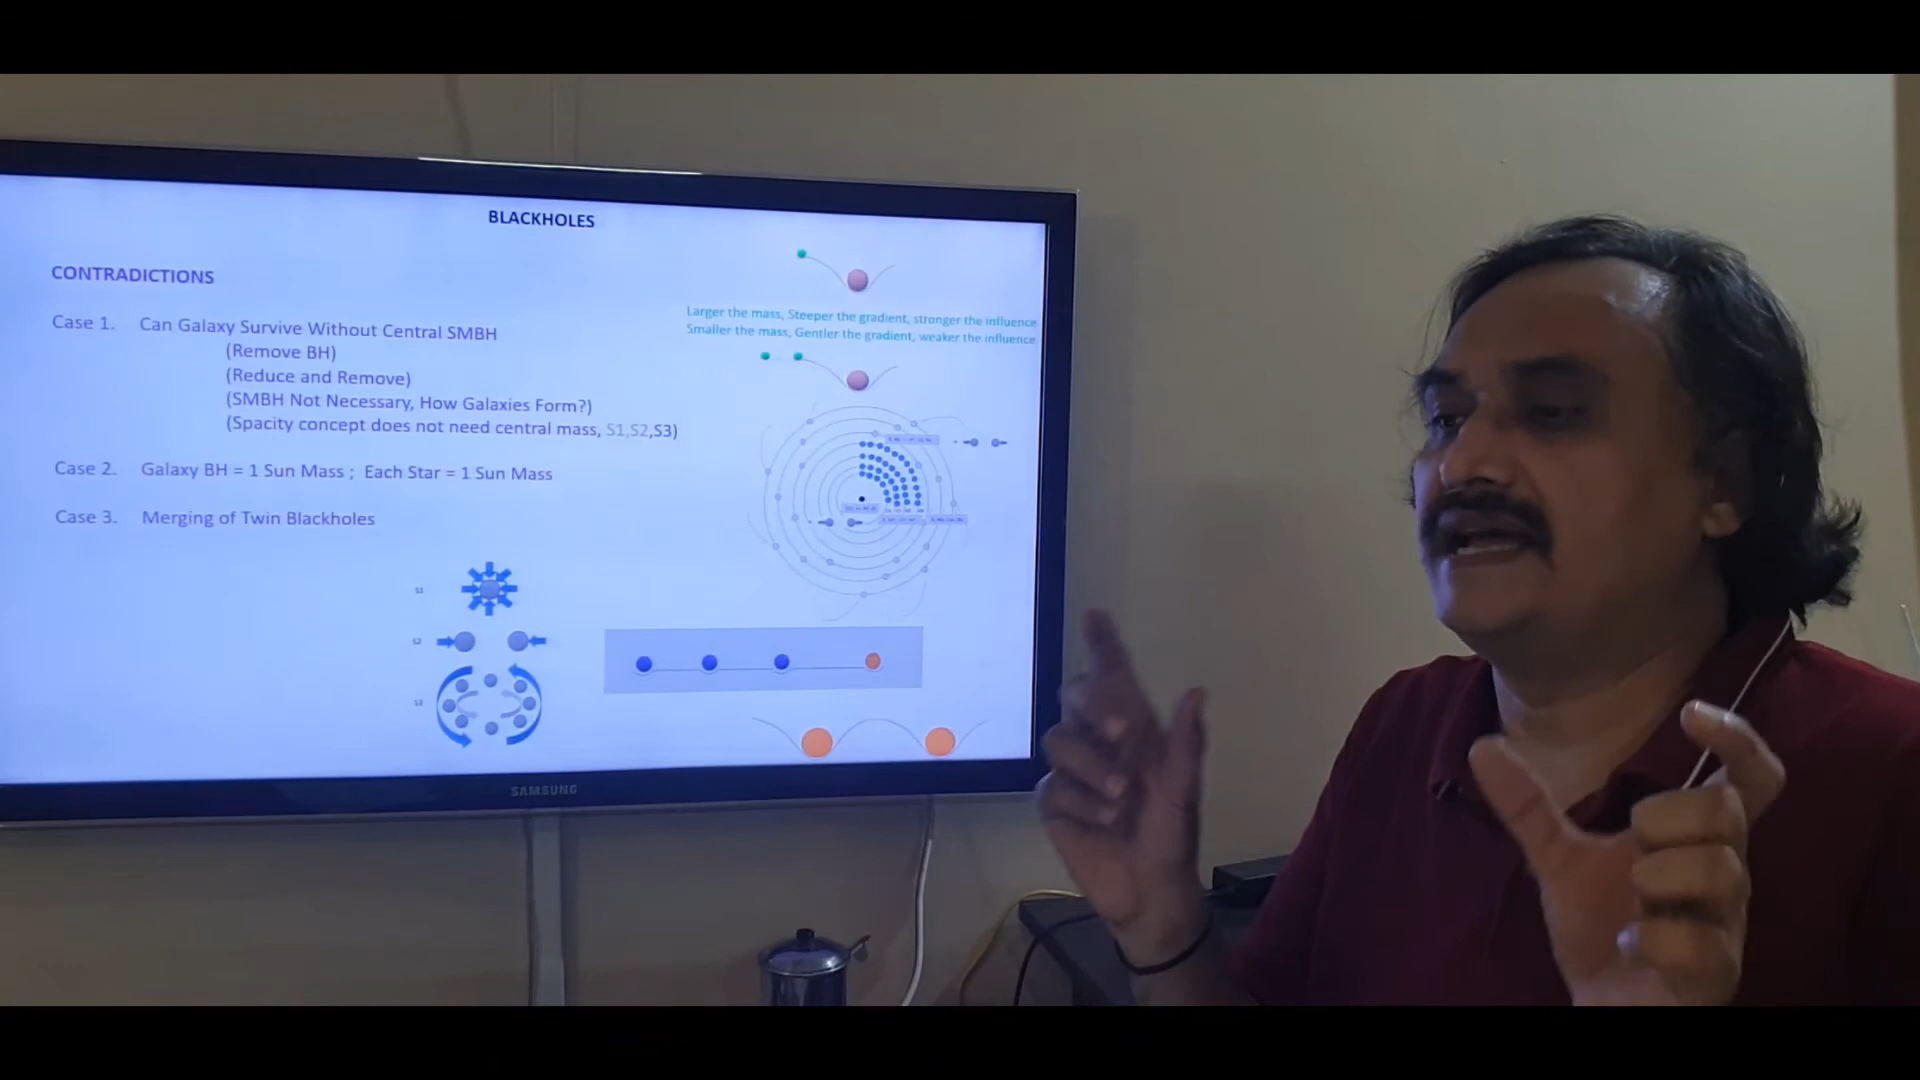 BLACKHOLES
CONTRADICTIONS
Case 1. Can Galaxy Survive Without Central SMBH
(Remove BH)
(Reduce and Remove)
(SMBH Not Necessary, How Galaxies Form?)
(Spacity concept does not need central mass, S1,S2,S3)
Case 2. Galaxy BH = 1 Sun Mass ; Each Star = 1 Sun Mass
Case 3. Merging of Twin Blackholes
Larger the mass, Steeper the gradient, stronger the influence
Smaller the mass, Gentler the gradient, weaker the influence
S1
S2
S3
SAMSUNG